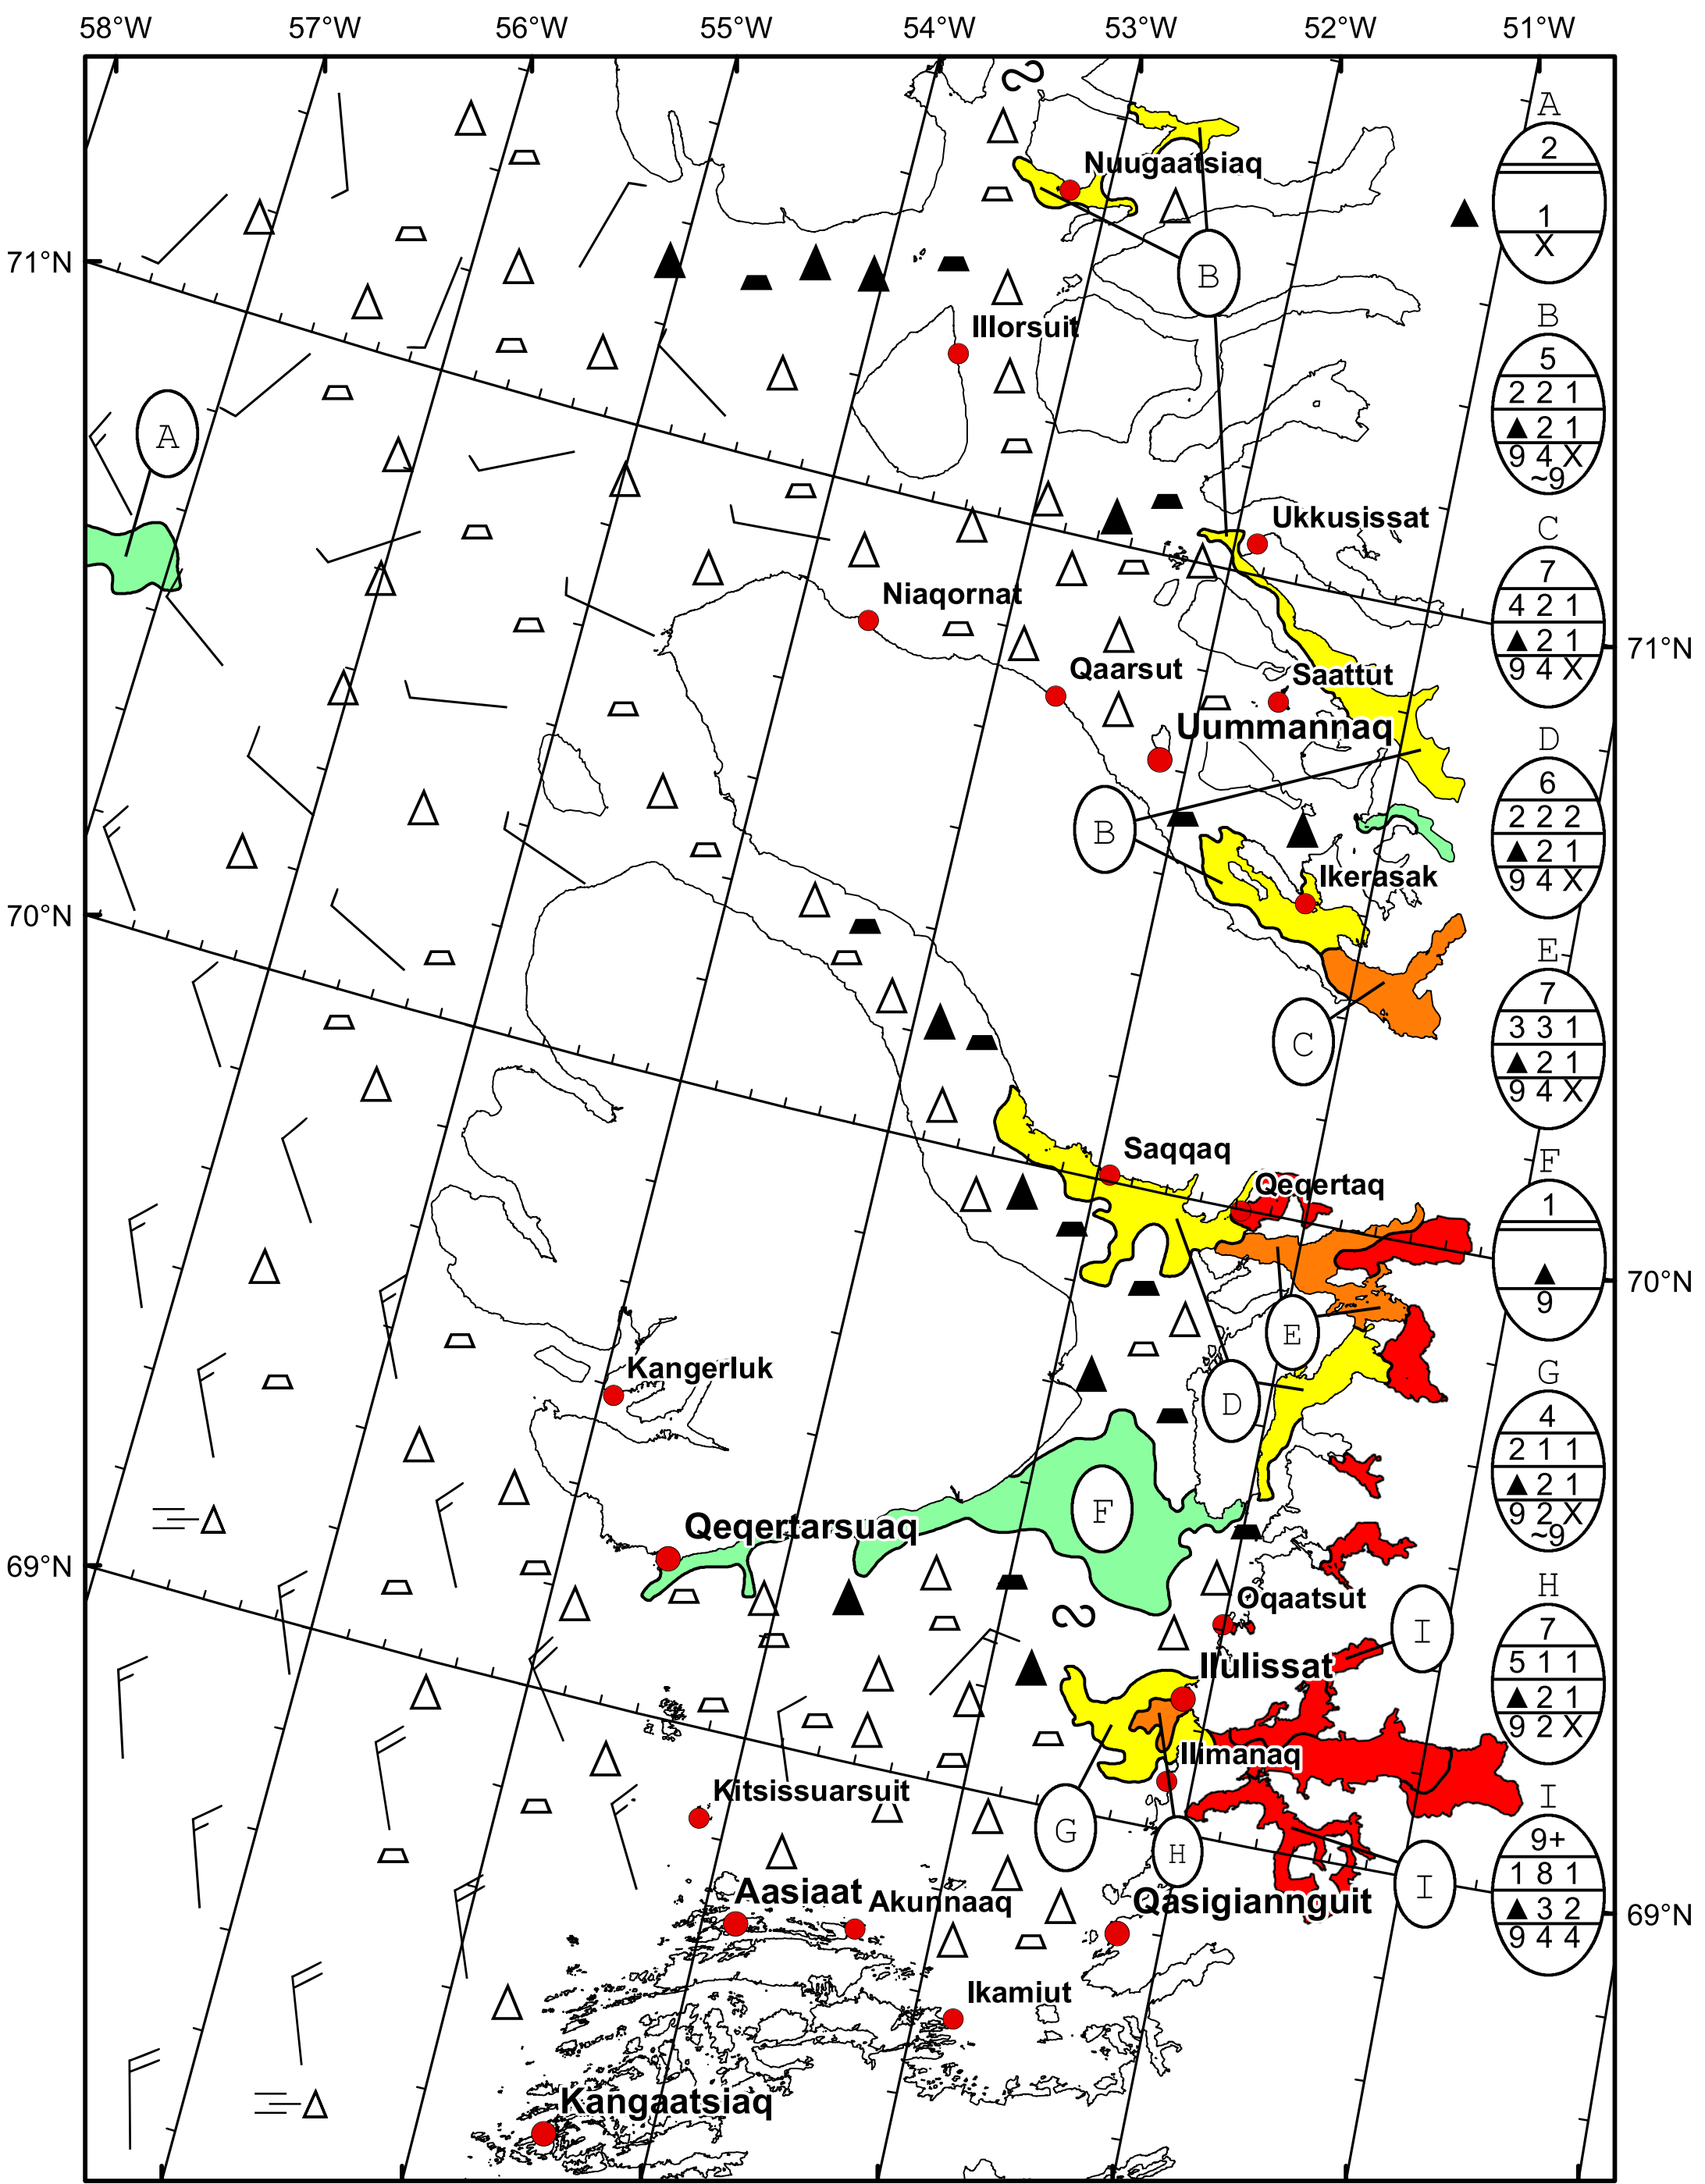 58°W 57°W 56°W 55°W 54°W 53°W 52°W 51°W
A
2
1
X
Nuugaatsiaq
71°N
B
Illorsuit
B
5
2 2 1
▲ 2 1
9 4 X
~9
A
Ukkusissat
C
7
4 2 1
▲ 2 1
9 4 X
Niaqornat
71°N
Qaarsut
Saattut
Uummannaq
D
6
2 2 2
▲ 2 1
9 4 X
B
Ikerasak
70°N
E
7
3 3 1
▲ 2 1
9 4 X
C
Saqqaq
Qeqertaq
F
1
▲
9
70°N
E
Kangerluk
D
G
4
2 1 1
▲ 2 1
9 2 X
~9
F
Qeqertarsuaq
69°N
Oqaatsut
H
7
5 1 1
▲ 2 1
9 2 X
I
Ilulissat
Ilimanaq
Kitsissuarsuit
G
H
I
9+
1 8 1
▲ 3 2
9 4 4
I
Aasiaat
Akunnaaq
Qasigiannguit
69°N
Ikamiut
Kangaatsiaq